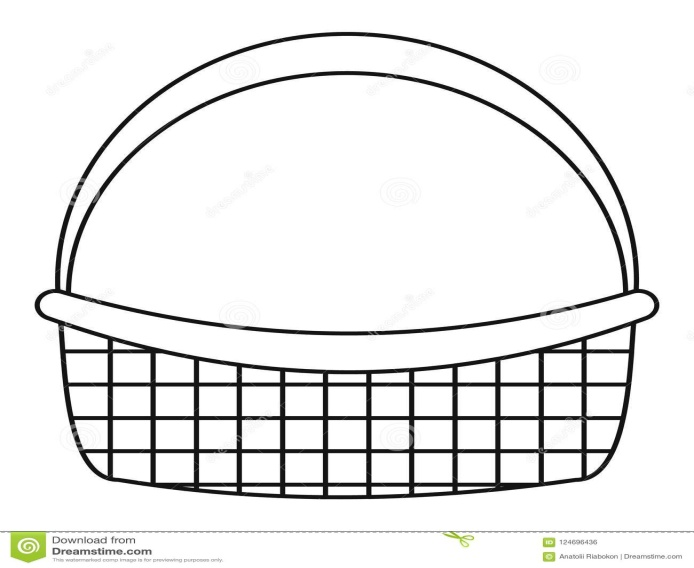 Download from
Dreamstime.com
This watermarked comp image is for previewing purposes only.
124696436
Anatolii Riabokon | Dreamstime.com